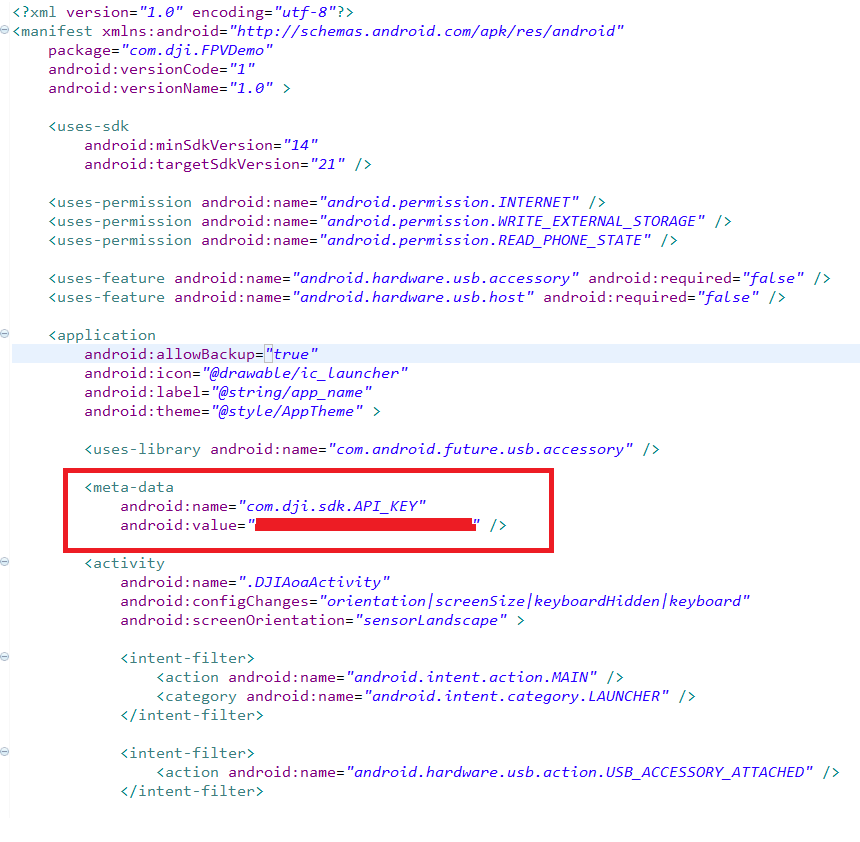 <?xml version="1.0" encoding="utf-8"?>
<manifest xmlns:android="http://schemas.android.com/apk/res/android"
    package="com.dji.FPVDemo"
    android:versionCode="1"
    android:versionName="1.0" >

    <uses-sdk
        android:minSdkVersion="14"
        android:targetSdkVersion="21" />

    <uses-permission android:name="android.permission.INTERNET" />
    <uses-permission android:name="android.permission.WRITE_EXTERNAL_STORAGE" />
    <uses-permission android:name="android.permission.READ_PHONE_STATE" />

    <uses-feature android:name="android.hardware.usb.accessory" android:required="false" />
    <uses-feature android:name="android.hardware.usb.host" android:required="false" />

    <application
        android:allowBackup="true"
        android:icon="@drawable/ic_launcher"
        android:label="@string/app_name"
        android:theme="@style/AppTheme" >

        <uses-library android:name="com.android.future.usb.accessory" />

        <meta-data
            android:name="com.dji.sdk.API_KEY"
            android:value="" />

        <activity
            android:name=".DJIAoaActivity"
            android:configChanges="orientation|screenSize|keyboardHidden|keyboard"
            android:screenOrientation="sensorLandscape" >

            <intent-filter>
                <action android:name="android.intent.action.MAIN" />
                <category android:name="android.intent.category.LAUNCHER" />
            </intent-filter>

            <intent-filter>
                <action android:name="android.hardware.usb.action.USB_ACCESSORY_ATTACHED" />
            </intent-filter>